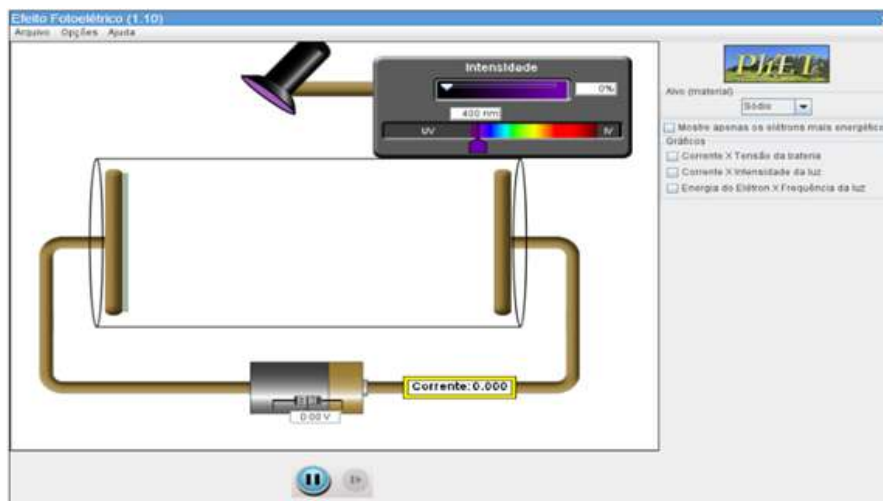 Efeito Fotoelétrico (1.10)
Arquivo Opções Ajuda
Intensidade
0%
400 nm
UV
IV
PhET
Alvo (material)
Sódio
Mostre apenas os elétrons mais energético
Gráficos
Corrente X Tensão da bateria
Corrente X Intensidade da luz
Energia do Elétron X Frequência da luz
Corrente: 0.000
0.00 V